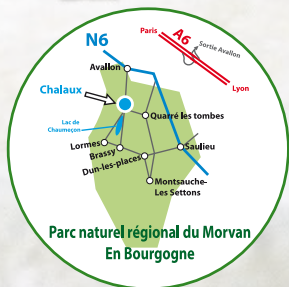 N6
Paris
A6
Sortie Avallon
Lyon
Avallon
Chalaux
Lac de
Chaumeçon
Quarré les tombes
Lormes
Brassy
Dun-les-places
Saulieu
Montsauche-
Les Settons
Parc naturel régional du Morvan
En Bourgogne